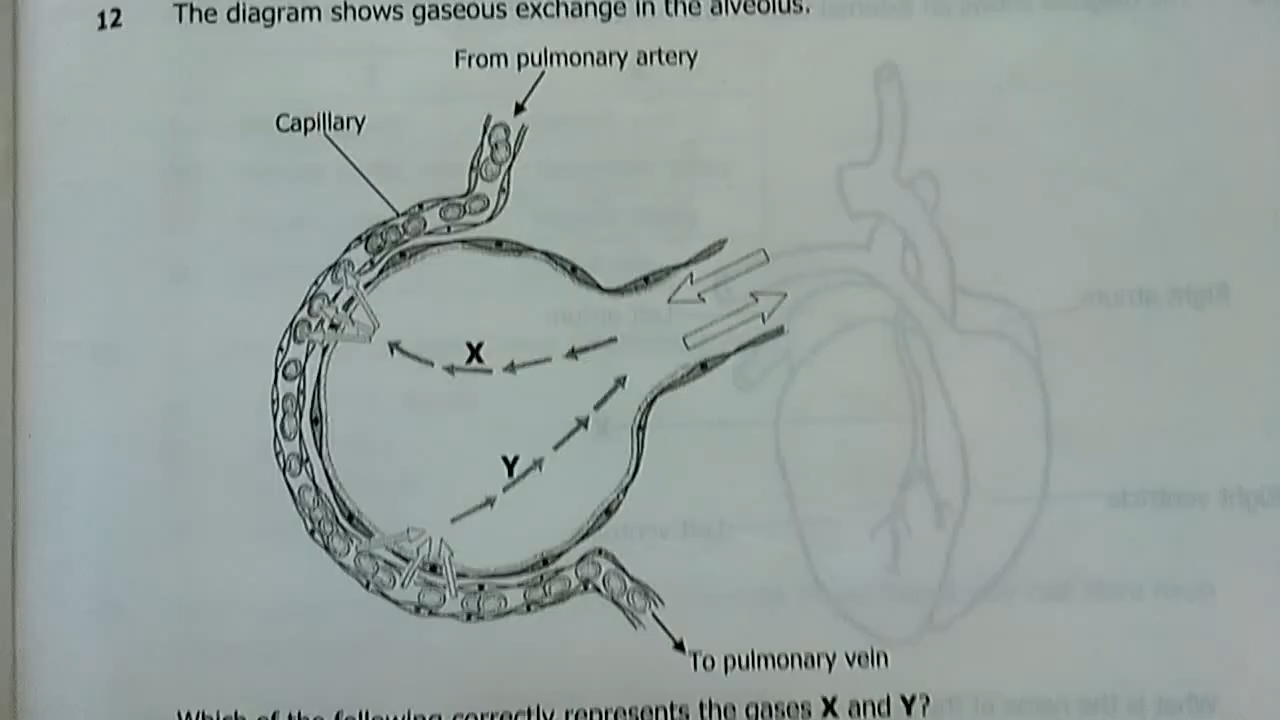 12 The diagram shows gaseous exchange in the alveolus.
From pulmonary artery
Capillary
X
Y
To pulmonary vein
Which of the following correctly represents the gases X and Y?